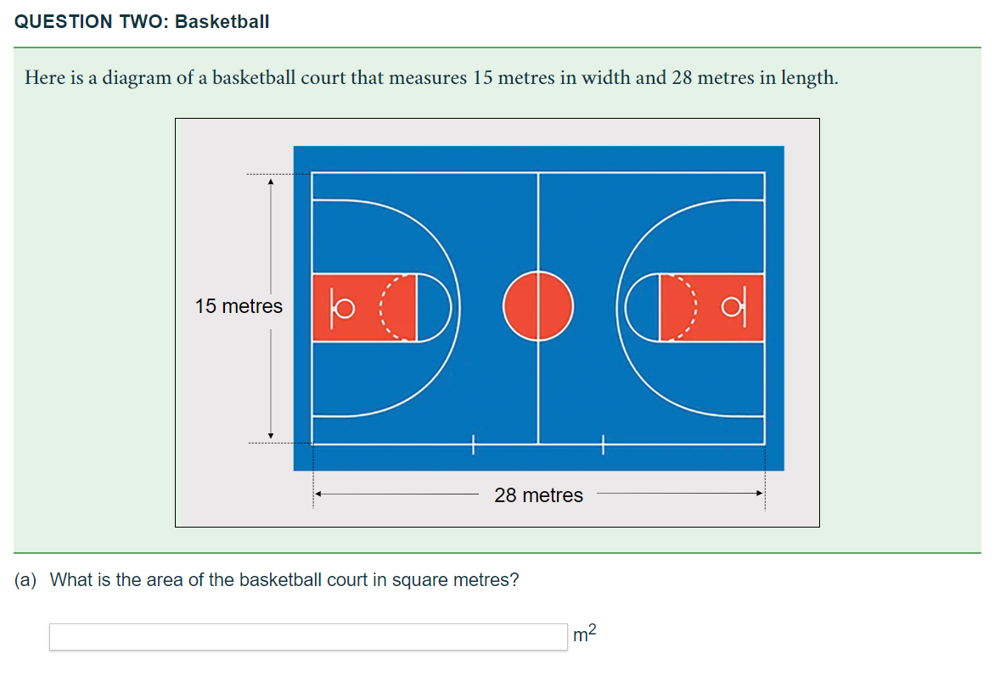 QUESTION TWO: Basketball
Here is a diagram of a basketball court that measures 15 metres in width and 28 metres in length.
15 metres
28 metres
(a) What is the area of the basketball court in square metres?
m²